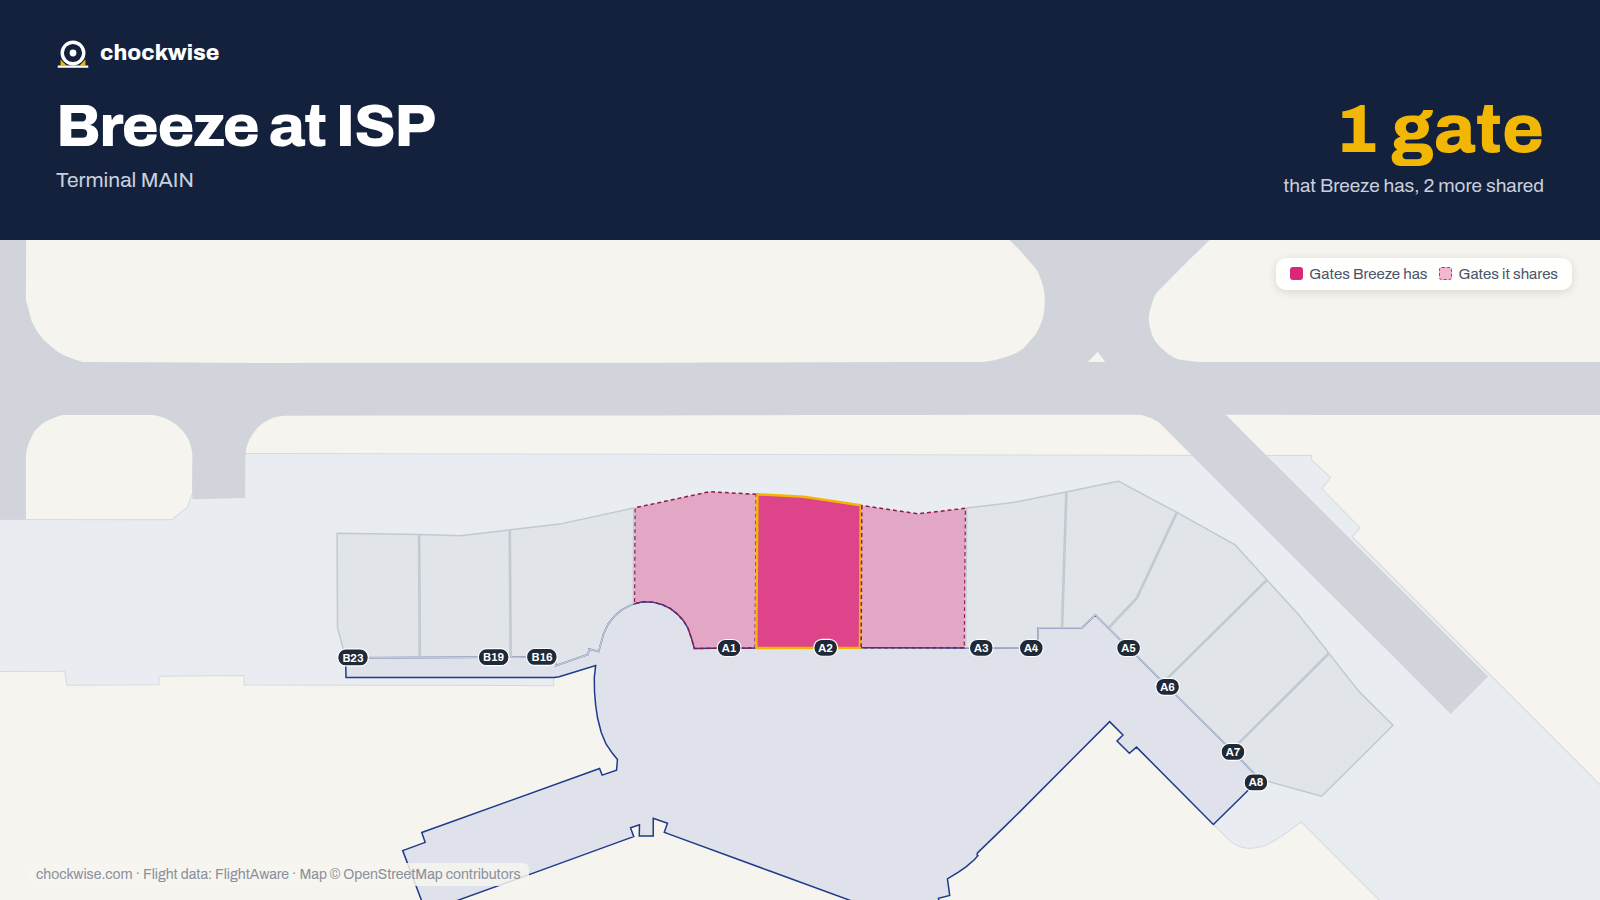 chockwise
Breeze at ISP
Terminal MAIN
1 gate
that Breeze has, 2 more shared
Gates Breeze has
Gates it shares
B23
B19
B16
A1
A2
A3
A4
A5
A6
A7
A8
chockwise.com · Flight data: FlightAware · Map © OpenStreetMap contributors